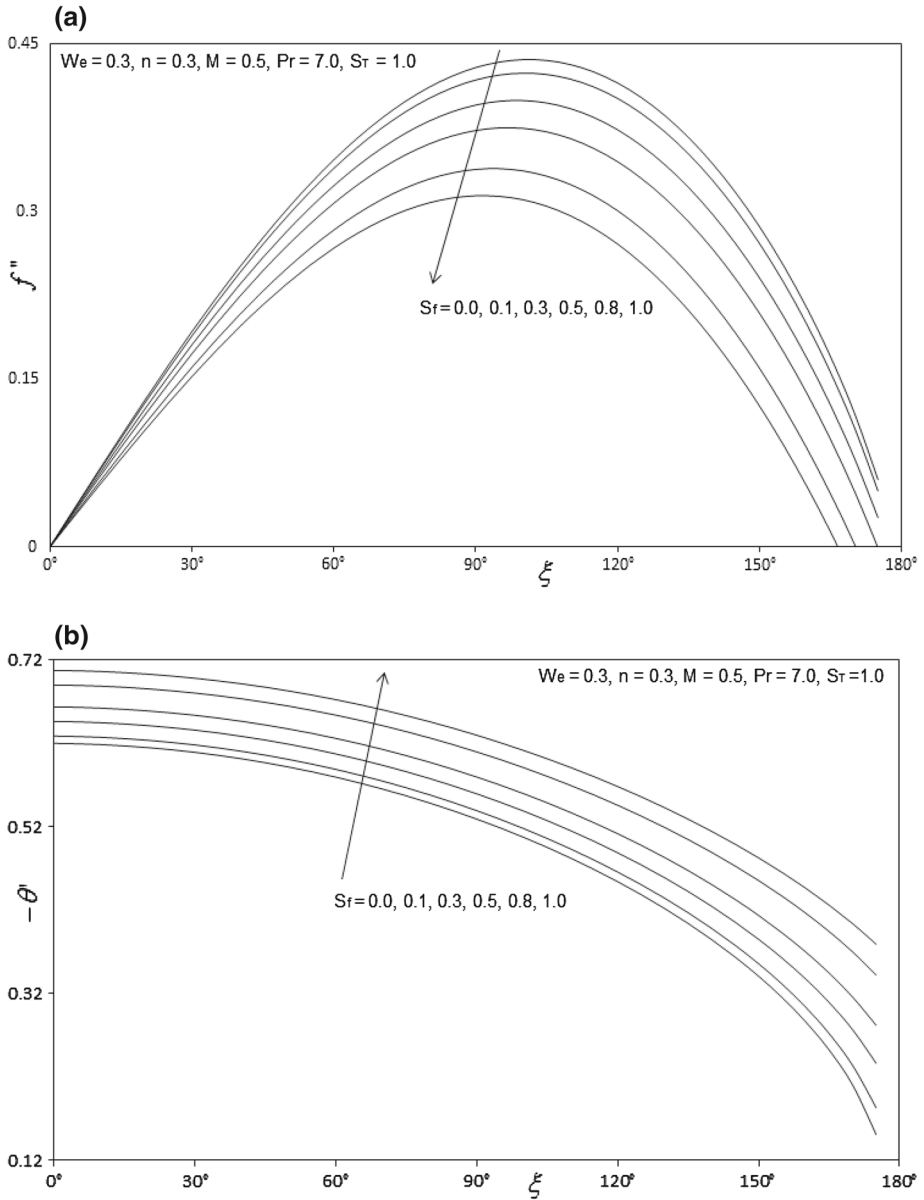 (a)
0.45
We = 0.3, n = 0.3, M = 0.5, Pr = 7.0, ST = 1.0
0.3
f''
Sf = 0.0, 0.1, 0.3, 0.5, 0.8, 1.0
0.15
0
0° 30° 60° 90° 120° 150° 180°
ξ
(b)
0.72
We = 0.3, n = 0.3, M = 0.5, Pr = 7.0, ST =1.0
0.52
−θ'
Sf = 0.0, 0.1, 0.3, 0.5, 0.8, 1.0
0.32
0.12
0° 30° 60° 90° 120° 150° 180°
ξ